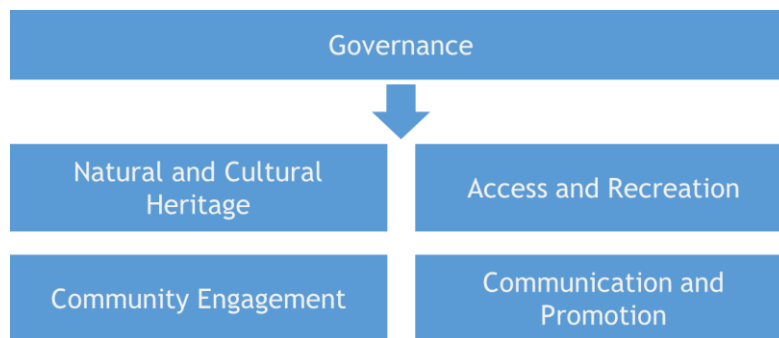 Governance
Natural and Cultural
Heritage
Access and Recreation
Community Engagement
Communication and
Promotion